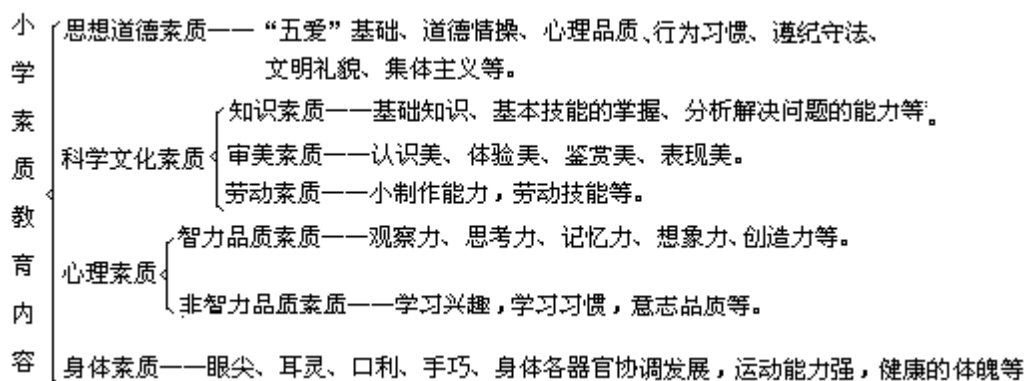 小学素质教育内容
思想道德素质——“五爱”基础、道德情操、心理品质、行为习惯、遵纪守法、
文明礼貌、集体主义等。
科学文化素质
知识素质——基础知识、基本技能的掌握、分析解决问题的能力等。
审美素质——认识美、体验美、鉴赏美、表现美。
劳动素质——小制作能力，劳动技能等。
心理素质
智力品质素质——观察力、思考力、记忆力、想象力、创造力等。
非智力品质素质——学习兴趣，学习习惯，意志品质等。
身体素质——眼尖、耳灵、口利、手巧、身体各器官协调发展，运动能力强，健康的体魄等